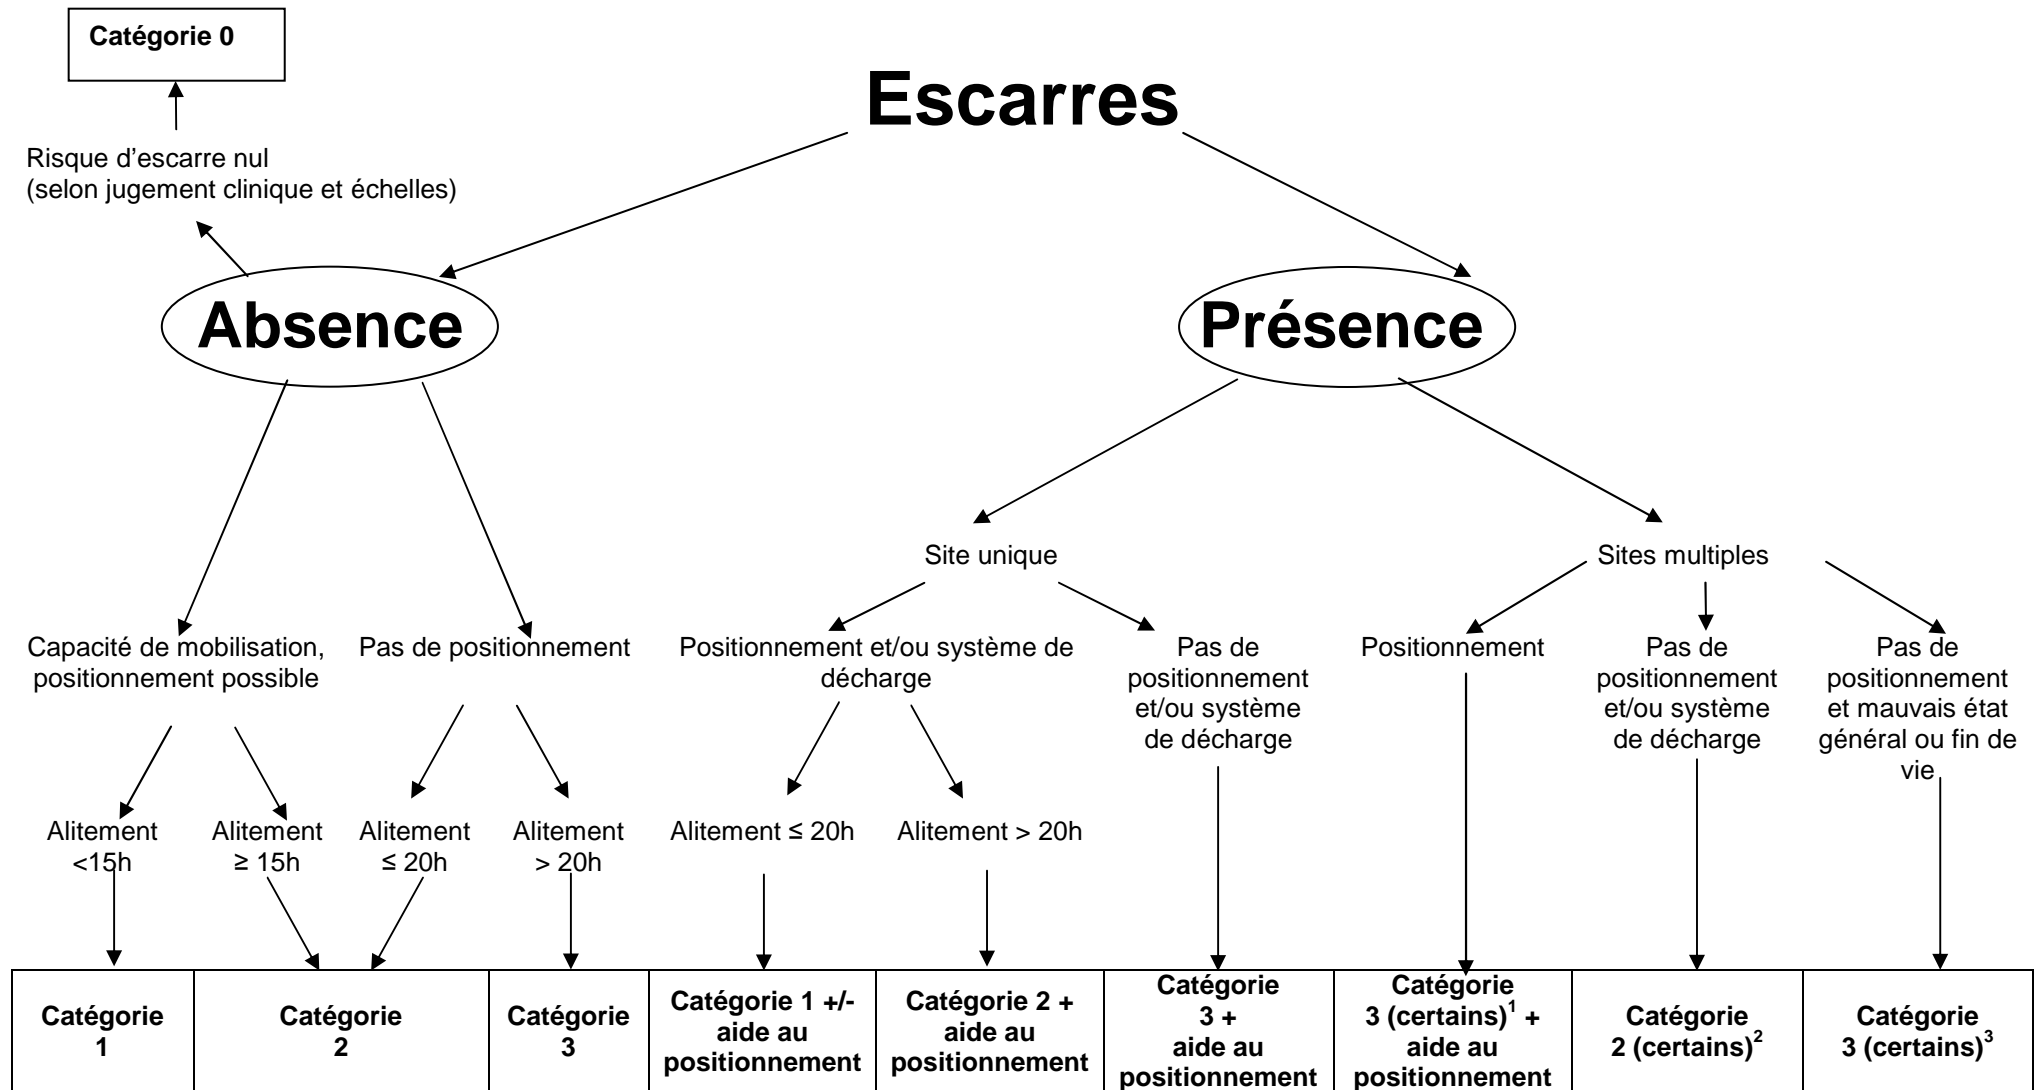 Catégorie 0
Escarres
Risque d'escarre nul
(selon jugement clinique et échelles)
Absence
Présence
Site unique
Sites multiples
Capacité de mobilisation,
positionnement possible
Pas de positionnement
Positionnement et/ou système de
décharge
Pas de
positionnement
et/ou système
de décharge
Positionnement
Pas de
positionnement
et/ou système
de décharge
Pas de
positionnement
et mauvais état
général ou fin de
vie
Alitement
<15h
Alitement
≥ 15h
Alitement
≤ 20h
Alitement
> 20h
Alitement ≤ 20h
Alitement > 20h
Catégorie
1
Catégorie
2
Catégorie
3
Catégorie 1 +/-
aide au
positionnement
Catégorie 2 +
aide au
positionnement
Catégorie
3 +
aide au
positionnement
Catégorie
3 (certains)1 +
aide au
positionnement
Catégorie
2 (certains)2
Catégorie
3 (certains)3